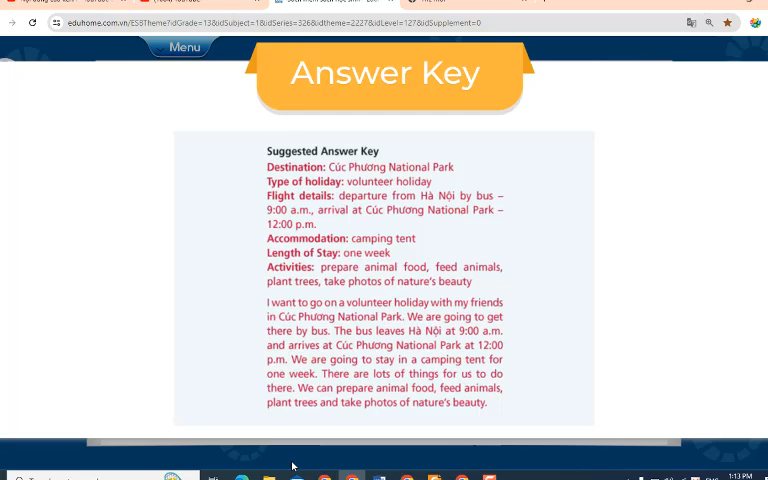 eduhome.com.vn/ESBTheme?idGrade=13&idSubject=1&idSeries=326&idtheme=2227&idLevel=127&idSupplement=0
Menu
Answer Key
Suggested Answer Key
Destination: Cúc Phương National Park
Type of holiday: volunteer holiday
Flight details: departure from Hà Nội by bus –
9:00 a.m., arrival at Cúc Phương National Park –
12:00 p.m.
Accommodation: camping tent
Length of Stay: one week
Activities: prepare animal food, feed animals,
plant trees, take photos of nature's beauty
I want to go on a volunteer holiday with my friends
in Cúc Phương National Park. We are going to get
there by bus. The bus leaves Hà Nội at 9:00 a.m.
and arrives at Cúc Phương National Park at 12:00
p.m. We are going to stay in a camping tent for
one week. There are lots of things for us to do
there. We can prepare animal food, feed animals,
plant trees and take photos of nature's beauty.
ENG
1:13 PM